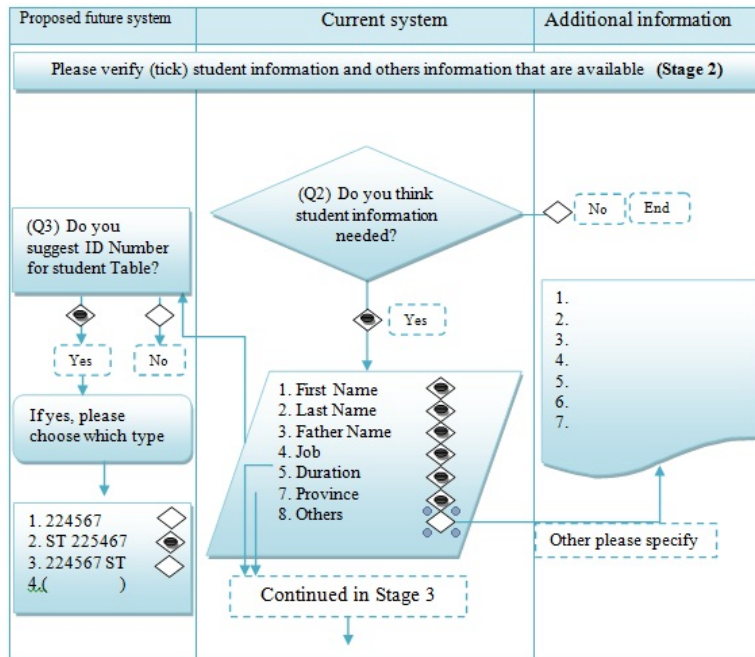 Proposed future system
Current system
Additional information
Please verify (tick) student information and others information that are available (Stage 2)
(Q3) Do you
suggest ID Number
for student Table?
Yes
No
If yes, please
choose which type
1. 224567
2. ST 225467
3. 224567 ST
4.( )
(Q2) Do you think
student information
needed?
Yes
1. First Name
2. Last Name
3. Father Name
4. Job
5. Duration
7. Province
8. Others
Continued in Stage 3
No
End
1.
2.
3.
4.
5.
6.
7.
Other please specify